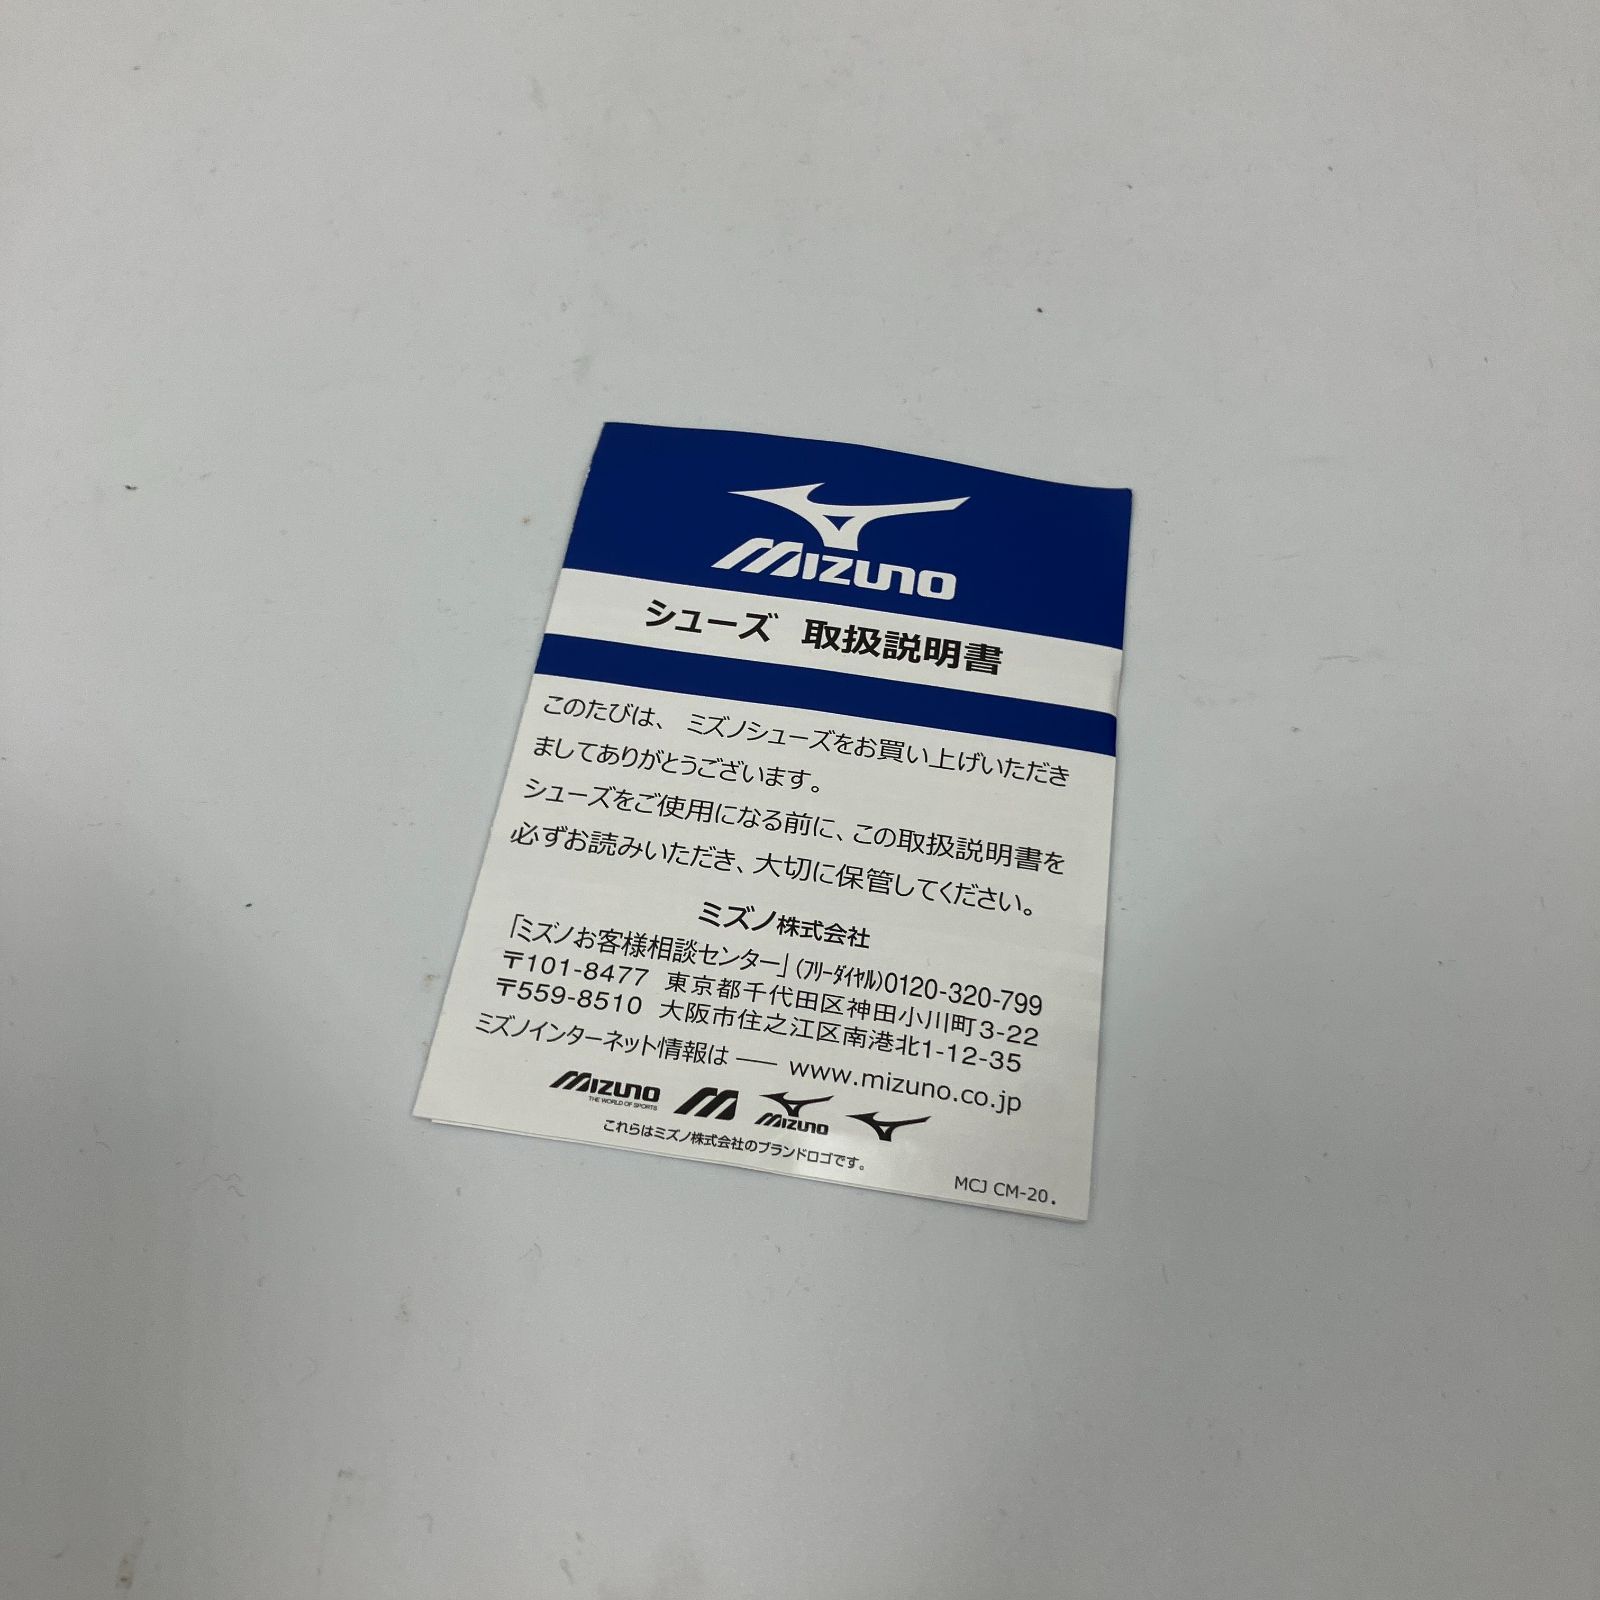 MIZUNO
シューズ 取扱説明書
このたびは、ミズノシューズをお買い上げいただき
ましてありがとうございます。
シューズをご使用になる前に、この取扱説明書を
必ずお読みいただき、大切に保管してください。
ミズノ株式会社
「ミズノお客様相談センター」(フリーダイヤル)0120-320-799
〒101-8477 東京都千代田区神田小川町3-22
〒559-8510 大阪市住之江区南港北1-12-35
ミズノインターネット情報は — www.mizuno.co.jp
MIZUNO
THE WORLD OF SPORTS
MIZUNO
これらはミズノ株式会社のブランドロゴです。
MCJ CM-20.